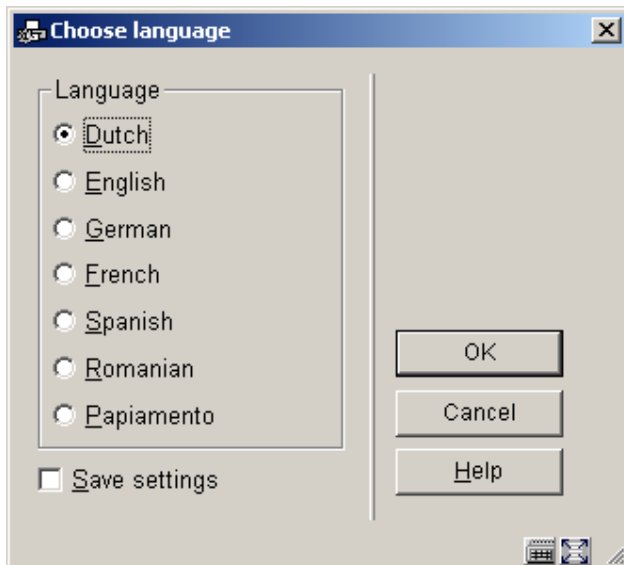 Choose language
Language
Dutch
English
German
French
Spanish
Romanian
Papiamento
Save settings
OK
Cancel
Help